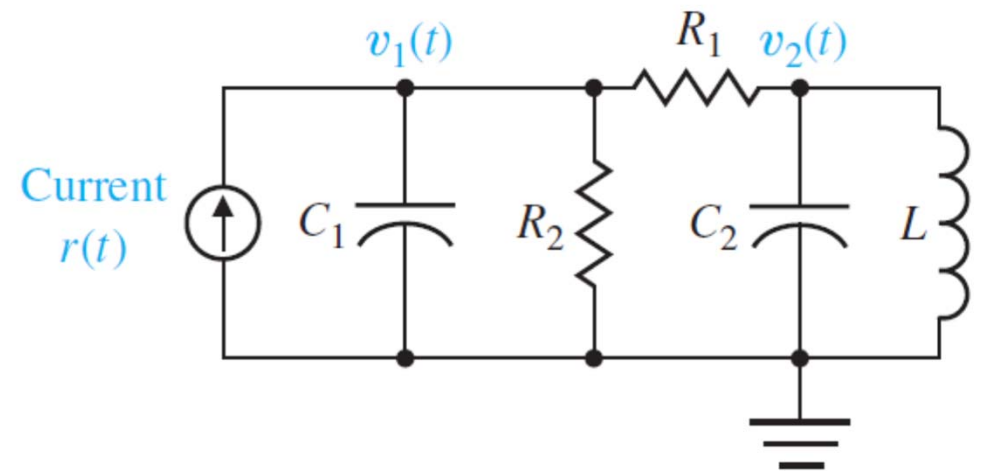 v₁(t)
R₁
v₂(t)
Current
r(t)
C₁
R₂
C₂
L